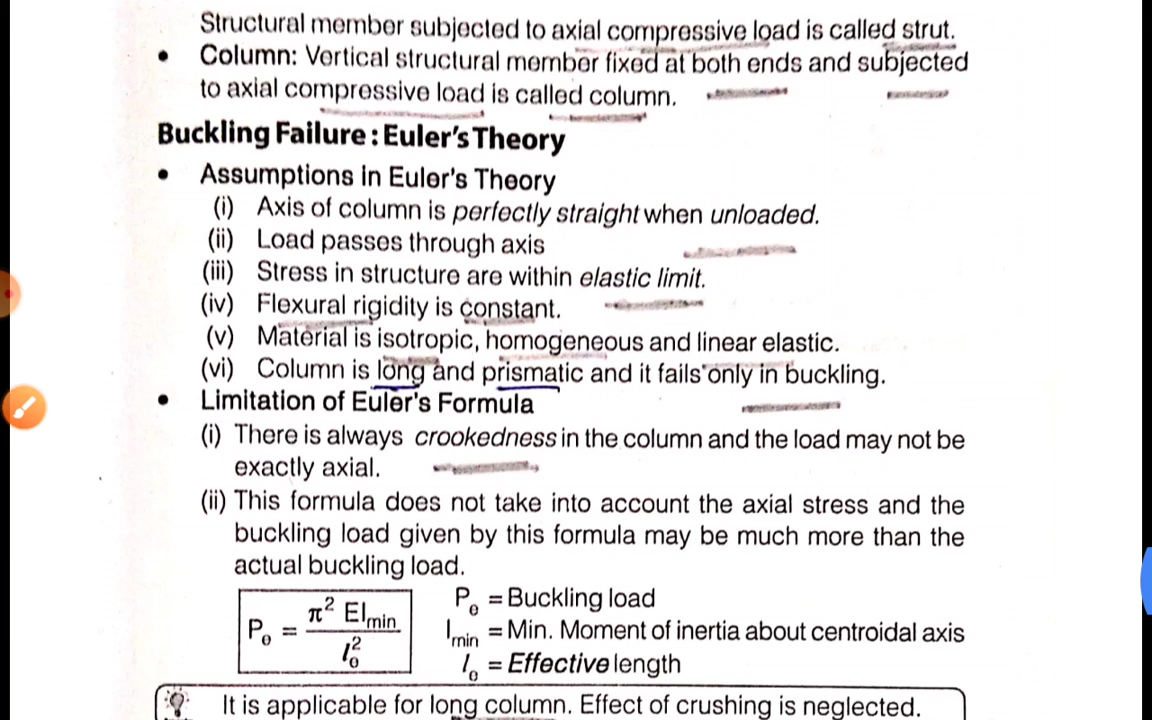 Structural member subjected to axial compressive load is called strut.
• Column: Vertical structural member fixed at both ends and subjected
to axial compressive load is called column.
Buckling Failure : Euler's Theory
• Assumptions in Euler's Theory
(i) Axis of column is perfectly straight when unloaded.
(ii) Load passes through axis
(iii) Stress in structure are within elastic limit.
(iv) Flexural rigidity is constant.
(v) Material is isotropic, homogeneous and linear elastic.
(vi) Column is long and prismatic and it fails only in buckling.
• Limitation of Euler's Formula
(i) There is always crookedness in the column and the load may not be
exactly axial.
(ii) This formula does not take into account the axial stress and the
buckling load given by this formula may be much more than the
actual buckling load.
Pₑ = π² EI_min / lₑ²
Pₑ = Buckling load
I_min = Min. Moment of inertia about centroidal axis
lₑ = Effective length
It is applicable for long column. Effect of crushing is neglected.